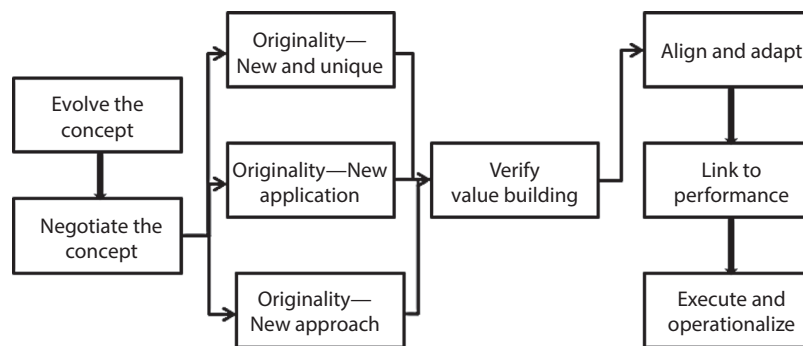 Evolve the
concept
Negotiate the
concept
Originality—
New and unique
Originality—New
application
Originality—
New approach
Verify
value building
Align and adapt
Link to
performance
Execute and
operationalize